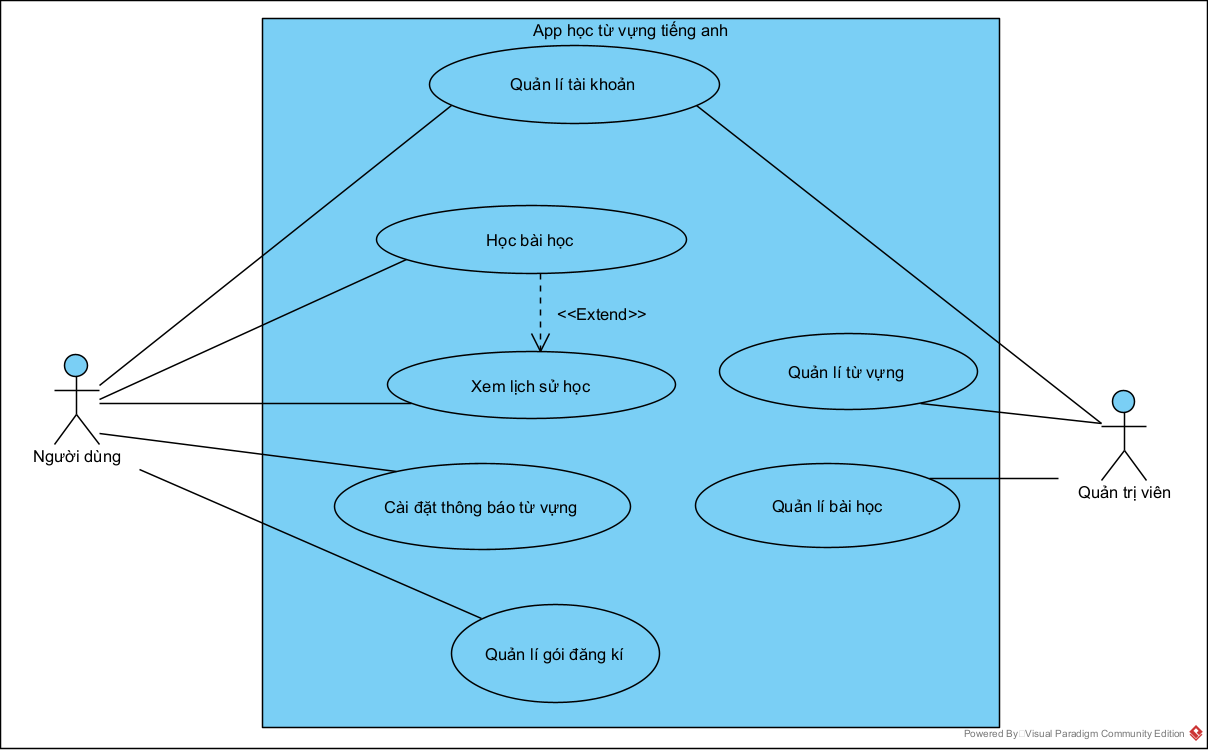 App học từ vựng tiếng anh
Quản lí tài khoản
Học bài học
<<Extend>>
Xem lịch sử học
Quản lí từ vựng
Người dùng
Quản trị viên
Cài đặt thông báo từ vựng
Quản lí bài học
Quản lí gói đăng kí
Powered By Visual Paradigm Community Edition